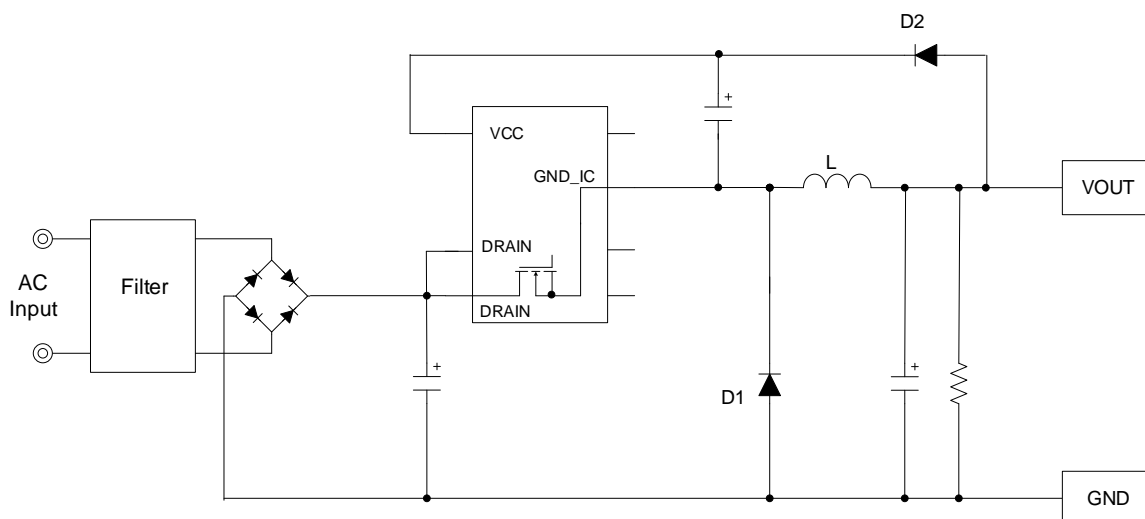 D2
VCC
GND_IC
L
VOUT
DRAIN
AC
Input
Filter
DRAIN
+
+
+
D1
GND